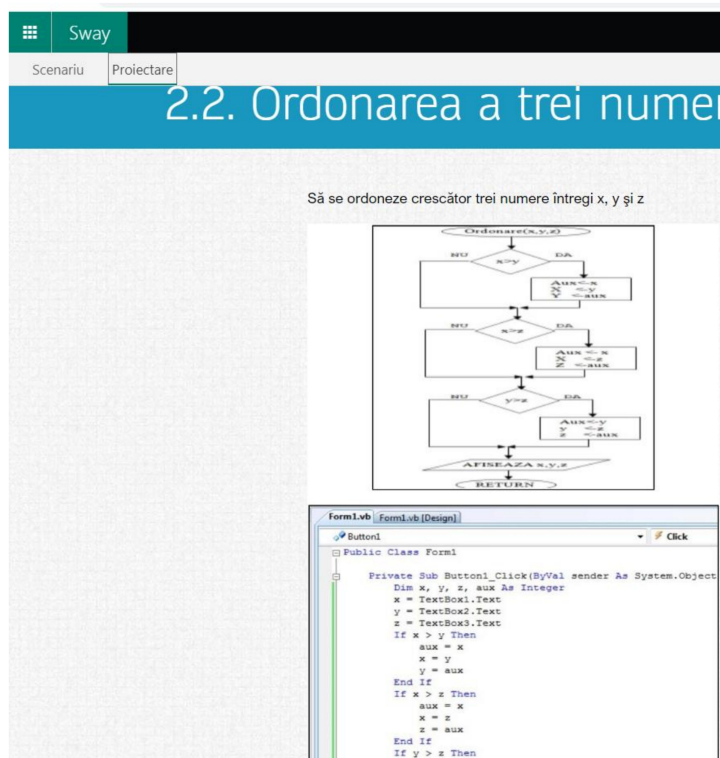 Sway
Scenariu Proiectare
2.2. Ordonarea a trei numer
Să se ordoneze crescător trei numere întregi x, y și z
Ordonare(x,y,z)
NU x>y DA
Aux<-x
X <-y
Y <-aux
NU x>z DA
Aux<- x
X <-z
Z <-aux
NU y>z DA
Aux<-y
y <-z
z <-aux
AFISEAZA x,y,z
RETURN
Form1.vb Form1.vb [Design]
Button1 Click
Public Class Form1
Private Sub Button1_Click(ByVal sender As System.Object
Dim x, y, z, aux As Integer
x = TextBox1.Text
y = TextBox2.Text
z = TextBox3.Text
If x > y Then
aux = x
x = y
y = aux
End If
If x > z Then
aux = x
x = z
z = aux
End If
If y > z Then